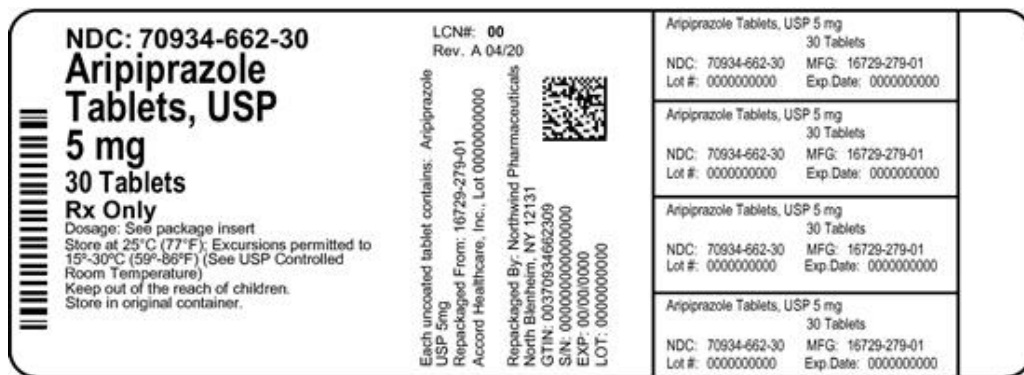 NDC: 70934-662-30
Aripiprazole
Tablets, USP
5 mg
30 Tablets
Rx Only
Dosage: See package insert
Store at 25°C (77°F); Excursions permitted to
15º-30ºC (59º-86ºF) (See USP Controlled
Room Temperature)
Keep out of the reach of children.
Store in original container.
LCN#: 00
Rev. A 04/20
Each uncoated tablet contains: Aripiprazole
USP 5mg
Repackaged From: 16729-279-01
Accord Healthcare, Inc., Lot 0000000000
Repackaged By: Northwind Pharmaceuticals
North Blenheim, NY 12131
GTIN: 00370934662309
S/N: 00000000000000000
EXP: 00/00/0000
LOT: 0000000000
Aripiprazole Tablets, USP 5 mg
30 Tablets
NDC: 70934-662-30 MFG: 16729-279-01
Lot #: 0000000000 Exp.Date: 0000000000
Aripiprazole Tablets, USP 5 mg
30 Tablets
NDC: 70934-662-30 MFG: 16729-279-01
Lot #: 0000000000 Exp.Date: 0000000000
Aripiprazole Tablets, USP 5 mg
30 Tablets
NDC: 70934-662-30 MFG: 16729-279-01
Lot #: 0000000000 Exp.Date: 0000000000
Aripiprazole Tablets, USP 5 mg
30 Tablets
NDC: 70934-662-30 MFG: 16729-279-01
Lot #: 0000000000 Exp.Date: 0000000000